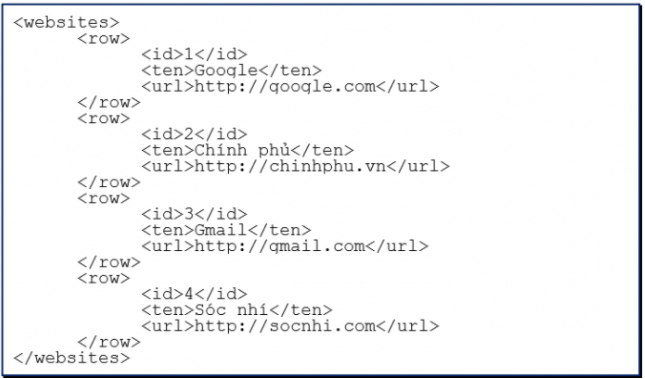 <websites>
<row>
<id>1</id>
<ten>Google</ten>
<url>http://google.com</url>
</row>
<row>
<id>2</id>
<ten>Chính phủ</ten>
<url>http://chinhphu.vn</url>
</row>
<row>
<id>3</id>
<ten>Gmail</ten>
<url>http://gmail.com</url>
</row>
<row>
<id>4</id>
<ten>Sóc nhí</ten>
<url>http://socnhi.com</url>
</row>
</websites>